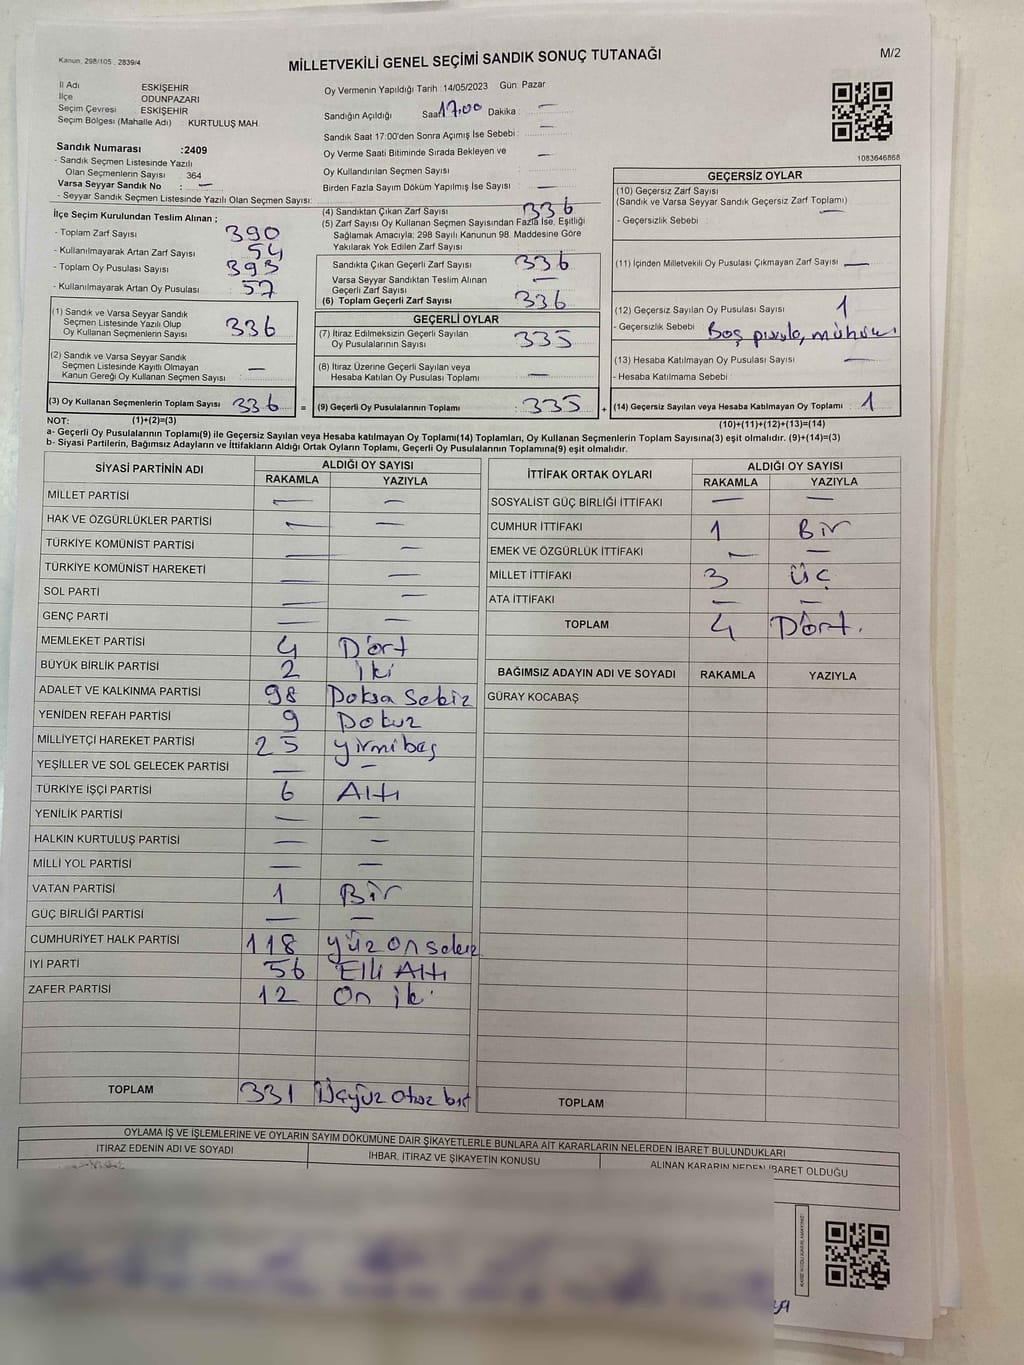 Kanun, 298/105 , 2839/4
MİLLETVEKİLİ GENEL SEÇİMİ SANDIK SONUÇ TUTANAĞI
M/2
İl Adı ESKİŞEHİR
İlçe ODUNPAZARI
Seçim Çevresi : ESKİŞEHİR
Seçim Bölgesi (Mahalle Adı) : KURTULUŞ MAH.
Oy Vermenin Yapıldığı Tarih :14/05/2023 Gün: Pazar
Sandığın Açıldığı Saat 17.00 Dakika : —
Sandık Saat 17:00'den Sonra Açımış İse Sebebi : —
Oy Verme Saati Bitiminde Sırada Bekleyen ve
Oy Kullandırılan Seçmen Sayısı : —
Birden Fazla Sayım Döküm Yapılmış İse Sayısı : —
1083646868
Sandık Numarası :2409
- Sandık Seçmen Listesinde Yazılı
Olan Seçmenlerin Sayısı : 364
Varsa Seyyar Sandık No : —
- Seyyar Sandık Seçmen Listesinde Yazılı Olan Seçmen Sayısı:
İlçe Seçim Kurulundan Teslim Alınan ;
- Toplam Zarf Sayısı : 390
- Kullanılmayarak Artan Zarf Sayısı : 54
- Toplam Oy Pusulası Sayısı : 393
- Kullanılmayarak Artan Oy Pusulası : 57
(1) Sandık ve Varsa Seyyar Sandık
Seçmen Listesinde Yazılı Olup
Oy Kullanan Seçmenlerin Sayısı : 336
(2) Sandık ve Varsa Seyyar Sandık
Seçmen Listesinde Kayıtlı Olmayan
Kanun Gereği Oy Kullanan Seçmen Sayısı : —
(3) Oy Kullanan Seçmenlerin Toplam Sayısı : 336 =
(4) Sandıktan Çıkan Zarf Sayısı 336
(5) Zarf Sayısı Oy Kullanan Seçmen Sayısından Fazla İse, Eşitliği
Sağlamak Amacıyla; 298 Sayılı Kanunun 98. Maddesine Göre
Yakılarak Yok Edilen Zarf Sayısı :
Sandıkta Çıkan Geçerli Zarf Sayısı 336
Varsa Seyyar Sandıktan Teslim Alınan
Geçerli Zarf Sayısı : —
(6) Toplam Geçerli Zarf Sayısı 336
GEÇERLİ OYLAR
(7) İtiraz Edilmeksizin Geçerli Sayılan
Oy Pusulalarının Sayısı : 335
(8) İtiraz Üzerine Geçerli Sayılan veya
Hesaba Katılan Oy Pusulası Toplamı : —
(9) Geçerli Oy Pusulalarının Toplamı : 335 +
GEÇERSİZ OYLAR
(10) Geçersiz Zarf Sayısı
(Sandık ve Varsa Seyyar Sandık Geçersiz Zarf Toplamı) —
- Geçersizlik Sebebi :
(11) İçinden Milletvekili Oy Pusulası Çıkmayan Zarf Sayısı : —
(12) Geçersiz Sayılan Oy Pusulası Sayısı : 1
- Geçersizlik Sebebi : Boş pusula,
(13) Hesaba Katılmayan Oy Pusulası Sayısı : —
- Hesaba Katılmama Sebebi :
(14) Geçersiz Sayılan veya Hesaba Katılmayan Oy Toplamı : 1
NOT: (1)+(2)=(3)
(10)+(11)+(12)+(13)=(14)
a- Geçerli Oy Pusulalarının Toplamı(9) ile Geçersiz Sayılan veya Hesaba katılmayan Oy Toplamı(14) Toplamları, Oy Kullanan Seçmenlerin Toplam Sayısına(3) eşit olmalıdır. (9)+(14)=(3)
b- Siyasi Partilerin, Bağımsız Adayların ve İttifakların Aldığı Ortak Oyların Toplamı, Geçerli Oy Pusulalarının Toplamına(9) eşit olmalıdır.
SİYASİ PARTİNİN ADI ALDIĞI OY SAYISI
RAKAMLA YAZIYLA
MİLLET PARTİSİ — —
HAK VE ÖZGÜRLÜKLER PARTİSİ — —
TÜRKİYE KOMÜNİST PARTİSİ — —
TÜRKİYE KOMÜNİST HAREKETİ — —
SOL PARTİ — —
GENÇ PARTİ — —
MEMLEKET PARTİSİ 4 Dört
BÜYÜK BİRLİK PARTİSİ 2 İki
ADALET VE KALKINMA PARTİSİ 98 Doksa Sekiz
YENİDEN REFAH PARTİSİ 9 Dokuz
MİLLİYETÇİ HAREKET PARTİSİ 25 yirmibeş
YEŞİLLER VE SOL GELECEK PARTİSİ — —
TÜRKİYE İŞÇİ PARTİSİ 6 Altı
YENİLİK PARTİSİ — —
HALKIN KURTULUŞ PARTİSİ — —
MİLLİ YOL PARTİSİ — —
VATAN PARTİSİ 1 Bir
GÜÇ BİRLİĞİ PARTİSİ — —
CUMHURİYET HALK PARTİSİ 118 yüz on sekiz
İYİ PARTİ 56 Elli Altı
ZAFER PARTİSİ 12 On iki
TOPLAM 331 Üçyüz otuz bir
İTTİFAK ORTAK OYLARI ALDIĞI OY SAYISI
RAKAMLA YAZIYLA
SOSYALİST GÜÇ BİRLİĞİ İTTİFAKI — —
CUMHUR İTTİFAKI 1 Bir
EMEK VE ÖZGÜRLÜK İTTİFAKI — —
MİLLET İTTİFAKI 3 Üç
ATA İTTİFAKI — —
TOPLAM 4 Dört.
BAĞIMSIZ ADAYIN ADI VE SOYADI RAKAMLA YAZIYLA
GÜRAY KOCABAŞ
TOPLAM
OYLAMA İŞ VE İŞLEMLERİNE VE OYLARIN SAYIM DÖKÜMÜNE DAİR ŞİKAYETLERLE BUNLARA AİT KARARLARIN NELERDEN İBARET BULUNDUKLARI
İTİRAZ EDENİN ADI VE SOYADI İHBAR, İTİRAZ VE ŞİKAYETİN KONUSU ALINAN KARARIN NEDEN İBARET OLDUĞU